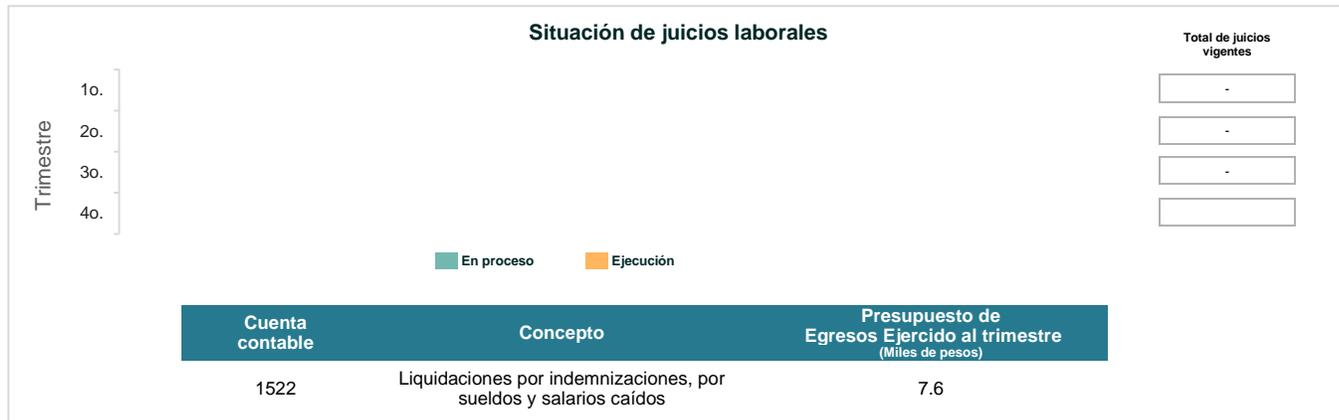 Situación de juicios laborales
Total de juicios
vigentes
Trimestre
1o.
-
2o.
-
3o.
-
4o.
En proceso
Ejecución
Cuenta
contable
Concepto
Presupuesto de
Egresos Ejercido al trimestre
(Miles de pesos)
1522
Liquidaciones por indemnizaciones, por
sueldos y salarios caídos
7.6